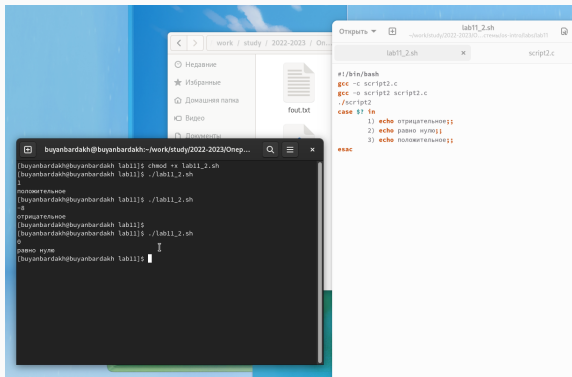 work / study / 2022-2023 / Оп...
Недавние
Избранные
Домашняя папка
Видео
Документы
fout.txt
Открыть
lab11_2.sh
lab11_2.sh
script2.c
#!/bin/bash
gcc -c script2.c
gcc -o script2 script2.c
./script2
case $? in
1) echo отрицательное;;
2) echo равно нулю;;
3) echo положительное;;
esac
buyanbardakh@buyanbardakh:~/work/study/2022-2023/Опер...
[buyanbardakh@buyanbardakh lab11]$ chmod +x lab11_2.sh
[buyanbardakh@buyanbardakh lab11]$ ./lab11_2.sh
1
положительное
[buyanbardakh@buyanbardakh lab11]$ ./lab11_2.sh
-8
отрицательное
[buyanbardakh@buyanbardakh lab11]$
[buyanbardakh@buyanbardakh lab11]$ ./lab11_2.sh
0
равно нулю
[buyanbardakh@buyanbardakh lab11]$